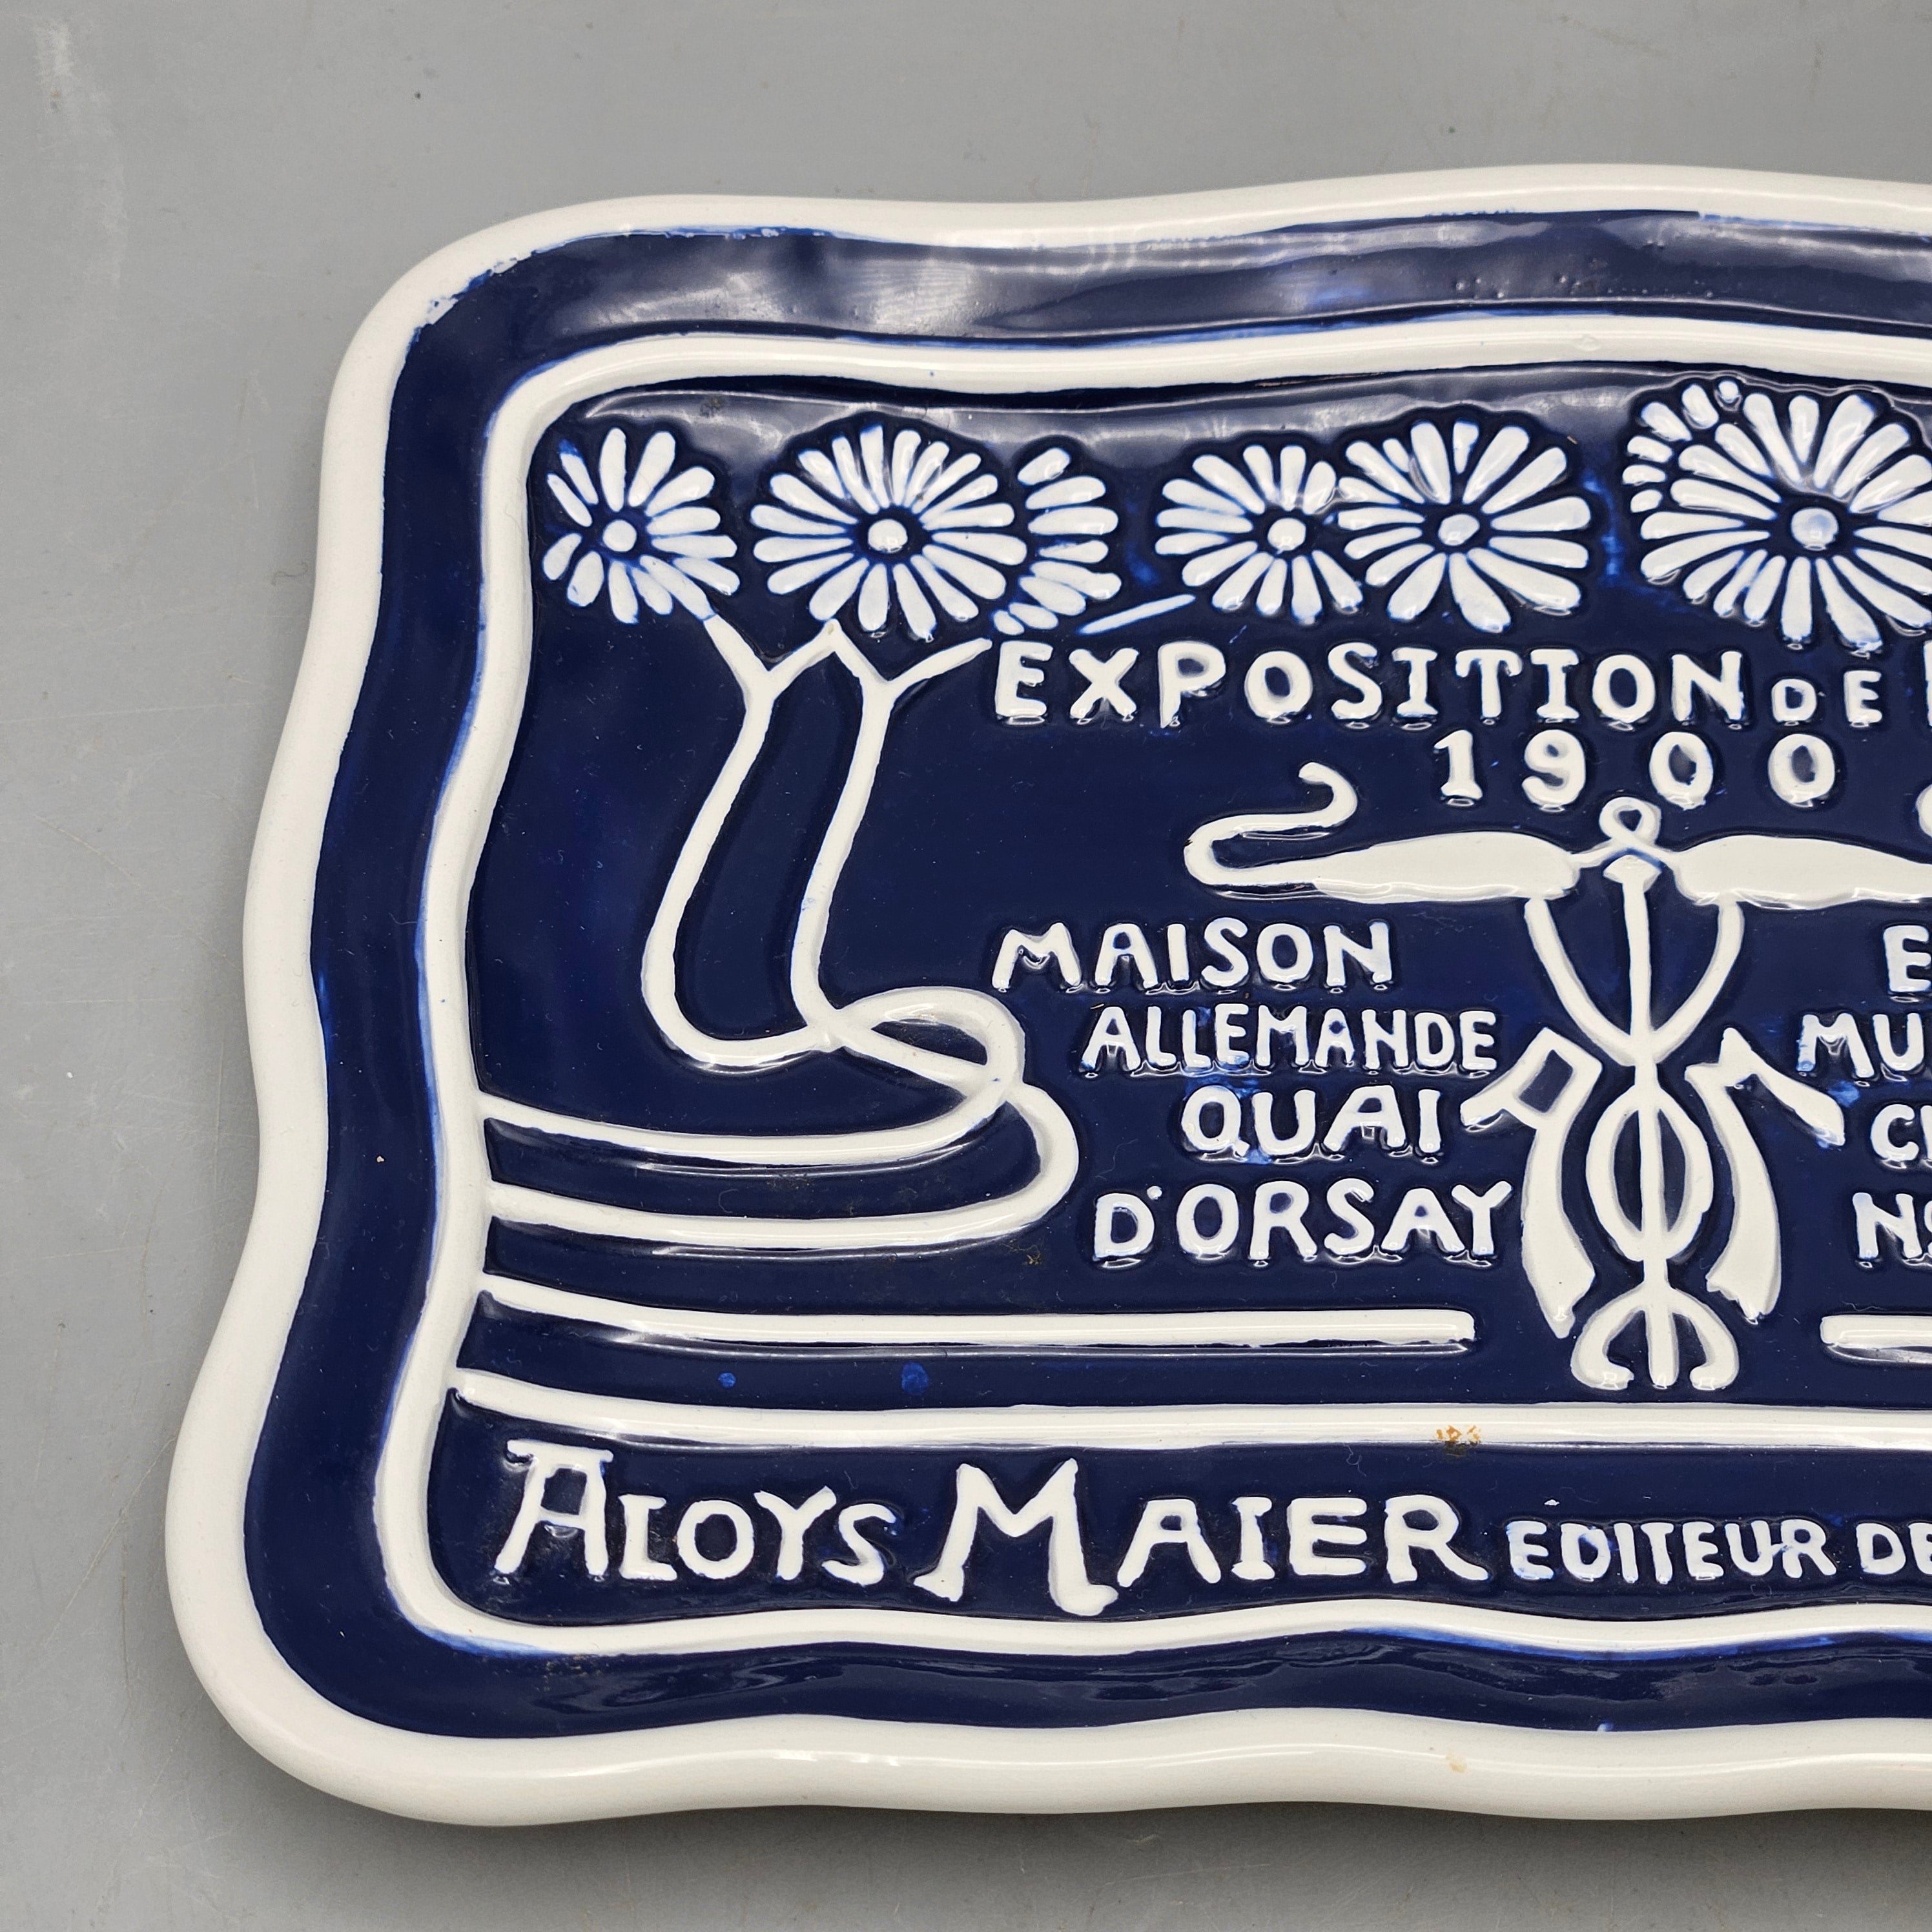 EXPOSITION DE
1900
MAISON
ALLEMANDE
QUAI
D'ORSAY
ALOYS MAIER EDITEUR DE